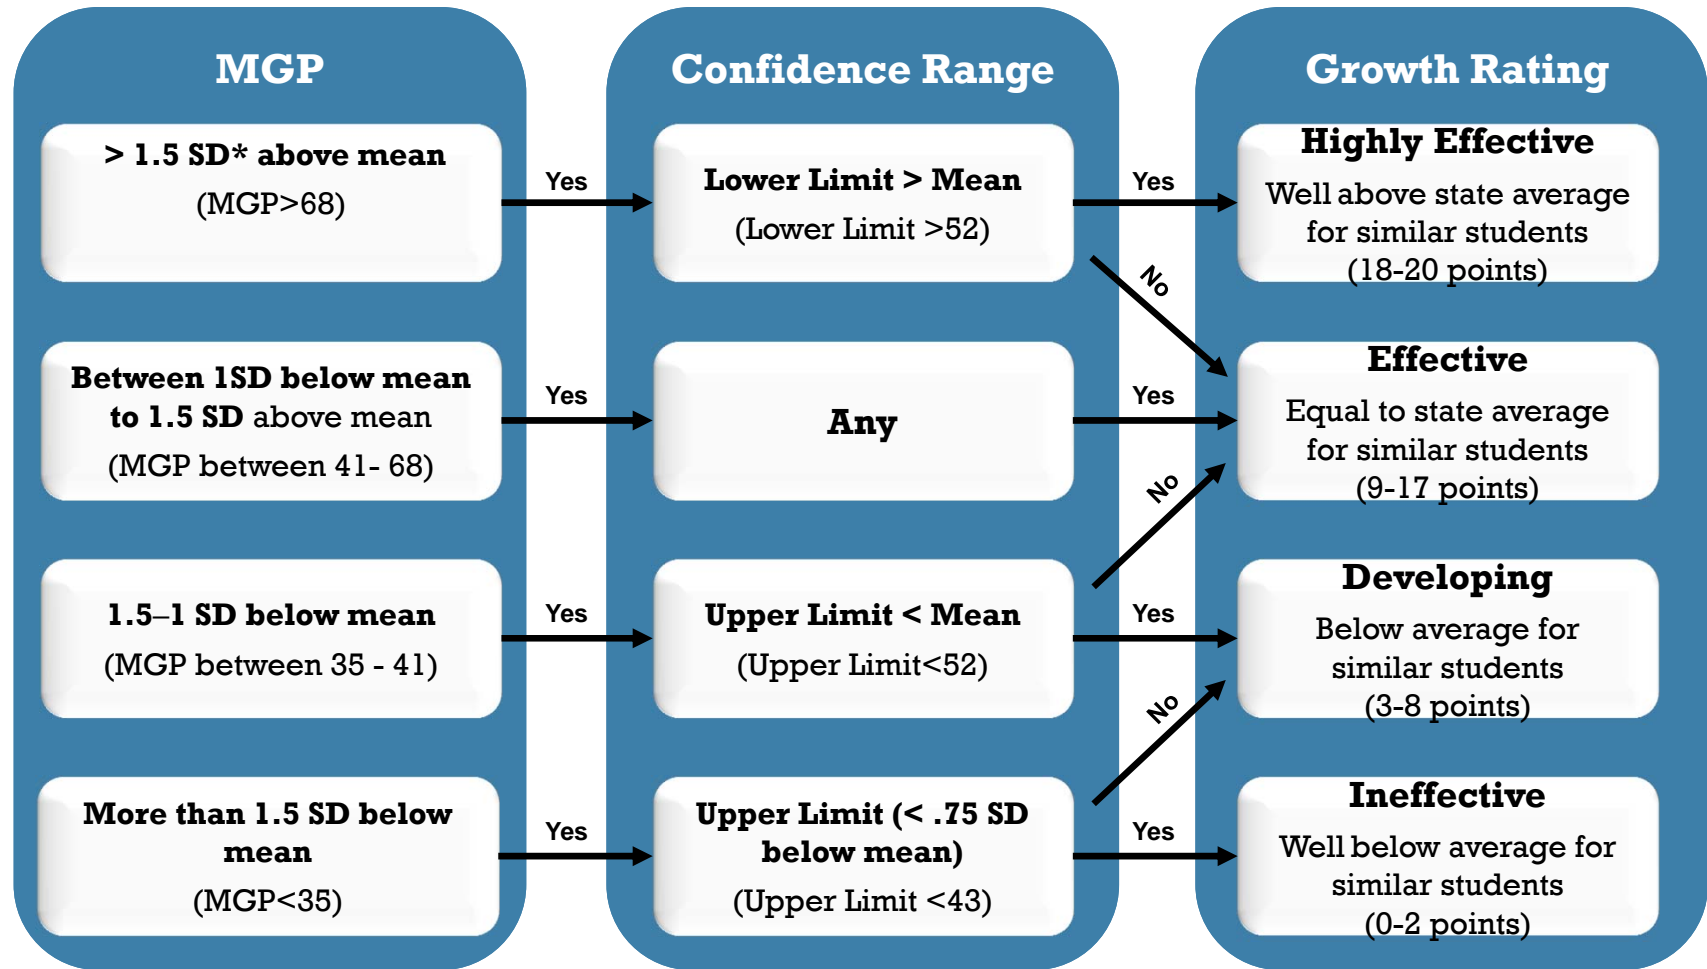 MGP
Confidence Range
Growth Rating
> 1.5 SD* above mean
(MGP>68)
Yes
Lower Limit > Mean
(Lower Limit >52)
Yes
No
Highly Effective
Well above state average
for similar students
(18-20 points)
Between 1SD below mean
to 1.5 SD above mean
(MGP between 41- 68)
Yes
Any
Yes
Effective
Equal to state average
for similar students
(9-17 points)
1.5–1 SD below mean
(MGP between 35 - 41)
Yes
Upper Limit < Mean
(Upper Limit<52)
No
Yes
Developing
Below average for
similar students
(3-8 points)
More than 1.5 SD below
mean
(MGP<35)
Yes
Upper Limit (< .75 SD
below mean)
(Upper Limit <43)
No
Yes
Ineffective
Well below average for
similar students
(0-2 points)